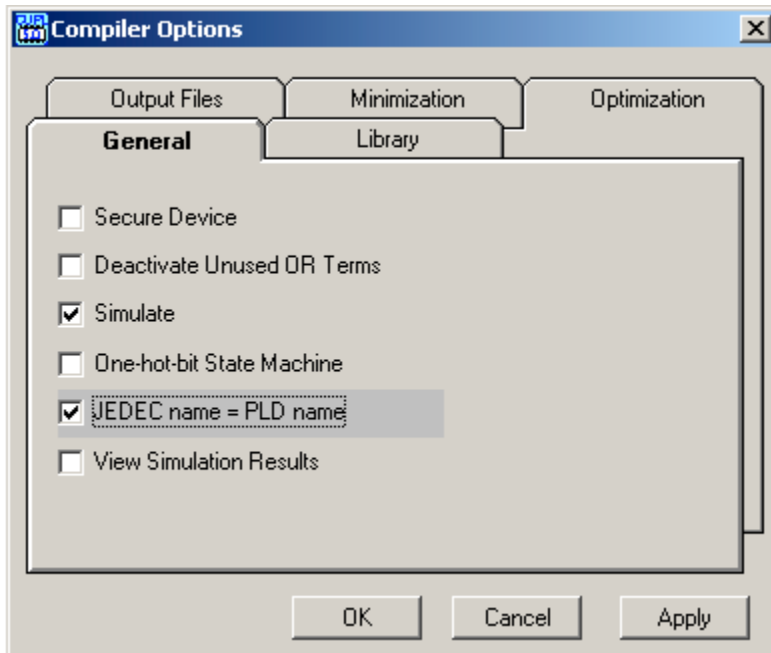 Compiler Options
Output Files
Minimization
Optimization
General
Library
Secure Device
Deactivate Unused OR Terms
Simulate
One-hot-bit State Machine
JEDEC name = PLD name
View Simulation Results
OK
Cancel
Apply